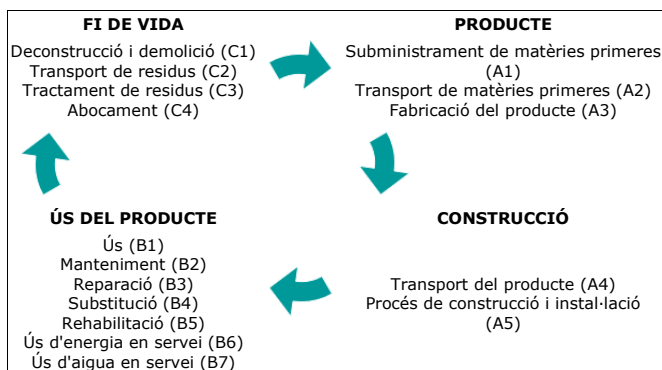 FI DE VIDA
Deconstrucció i demolició (C1)
Transport de residus (C2)
Tractament de residus (C3)
Abocament (C4)
PRODUCTE
Subministrament de matèries primeres
(A1)
Transport de matèries primeres (A2)
Fabricació del producte (A3)
ÚS DEL PRODUCTE
Ús (B1)
Manteniment (B2)
Reparació (B3)
Substitució (B4)
Rehabilitació (B5)
Ús d'energia en servei (B6)
Ús d'aigua en servei (B7)
CONSTRUCCIÓ
Transport del producte (A4)
Procés de construcció i instal·lació
(A5)